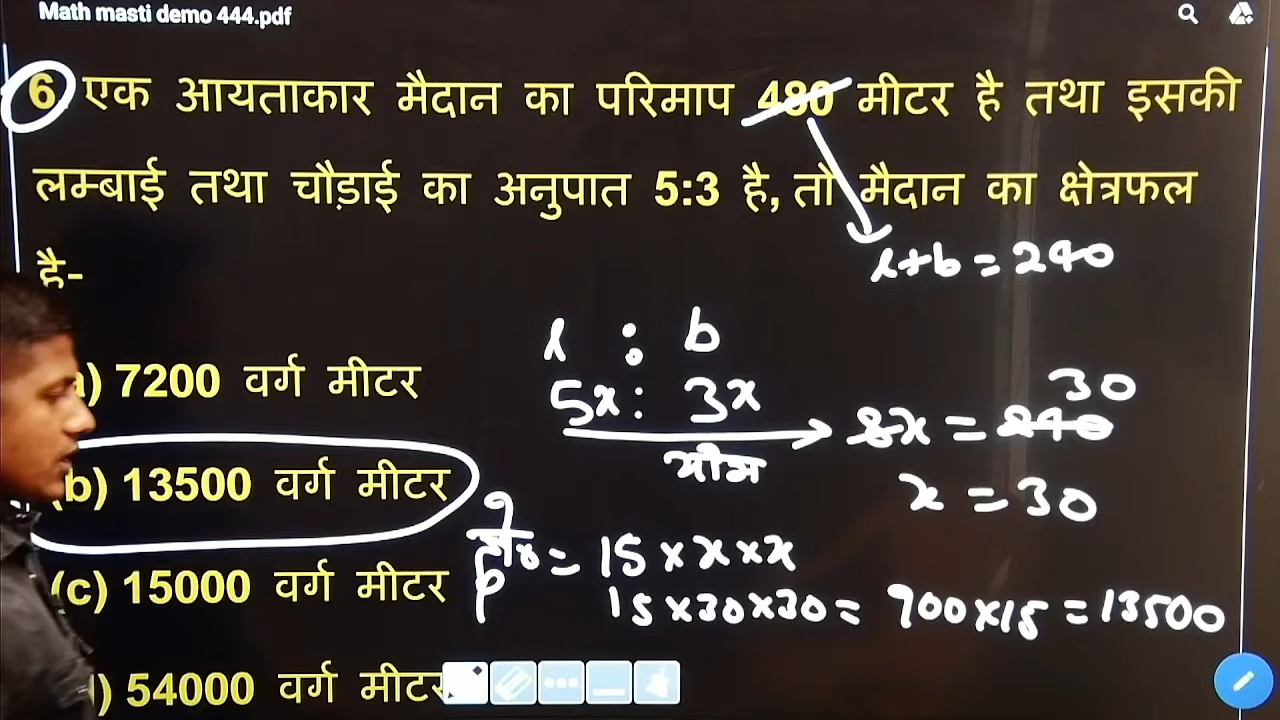 Math masti demo 444.pdf
6 एक आयताकार मैदान का परिमाप 480 मीटर है तथा इसकी
लम्बाई तथा चौड़ाई का अनुपात 5:3 है, तो मैदान का क्षेत्रफल
है-
l+b = 240
l : b
5x : 3x
8x = 240
30
योग
x = 30
a) 7200 वर्ग मीटर
(b) 13500 वर्ग मीटर
(c) 15000 वर्ग मीटर
) 54000 वर्ग मीटर
= 15 × x × x
15 × 30 × 30 = 900 × 15 = 13500